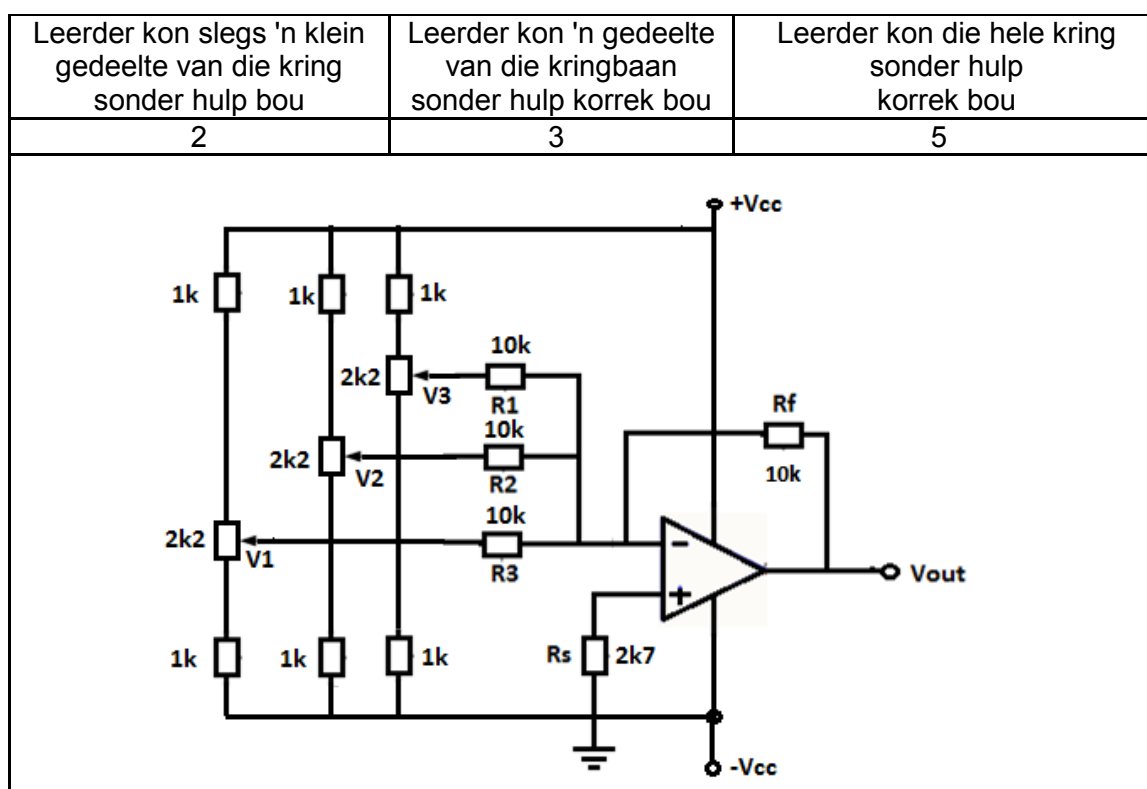 Leerder kon slegs 'n klein
gedeelte van die kring
sonder hulp bou
Leerder kon 'n gedeelte
van die kringbaan
sonder hulp korrek bou
Leerder kon die hele kring
sonder hulp
korrek bou
2
3
5
+Vcc
1k
1k
1k
10k
2k2
V3
R1
Rf
10k
2k2
V2
R2
10k
10k
2k2
V1
R3
-
Vout
+
1k
1k
1k
Rs
2k7
-Vcc